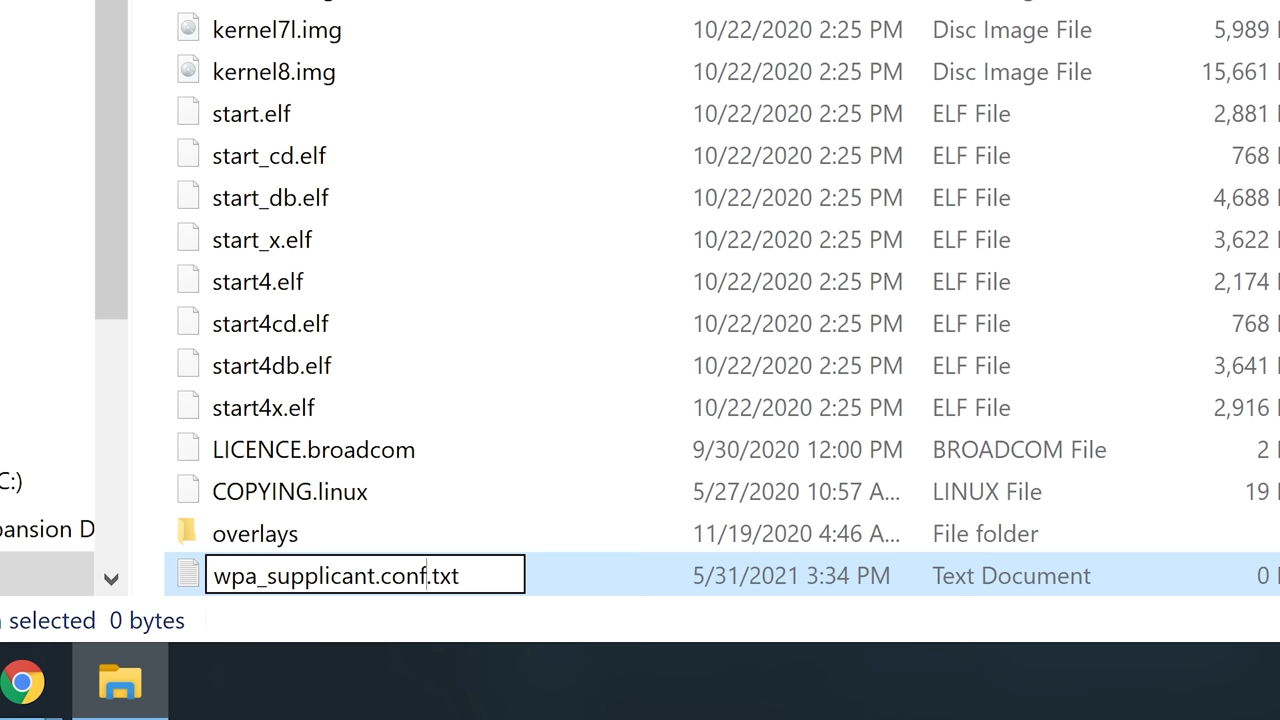 kernel7l.img 10/22/2020 2:25 PM Disc Image File 5,989
kernel8.img 10/22/2020 2:25 PM Disc Image File 15,661
start.elf 10/22/2020 2:25 PM ELF File 2,881
start_cd.elf 10/22/2020 2:25 PM ELF File 768
start_db.elf 10/22/2020 2:25 PM ELF File 4,688
start_x.elf 10/22/2020 2:25 PM ELF File 3,622
start4.elf 10/22/2020 2:25 PM ELF File 2,174
start4cd.elf 10/22/2020 2:25 PM ELF File 768
start4db.elf 10/22/2020 2:25 PM ELF File 3,641
start4x.elf 10/22/2020 2:25 PM ELF File 2,916
LICENCE.broadcom 9/30/2020 12:00 PM BROADCOM File 2
C:) COPYING.linux 5/27/2020 10:57 A... LINUX File 19
pansion D overlays 11/19/2020 4:46 A... File folder
wpa_supplicant.conf.txt 5/31/2021 3:34 PM Text Document 0
selected 0 bytes